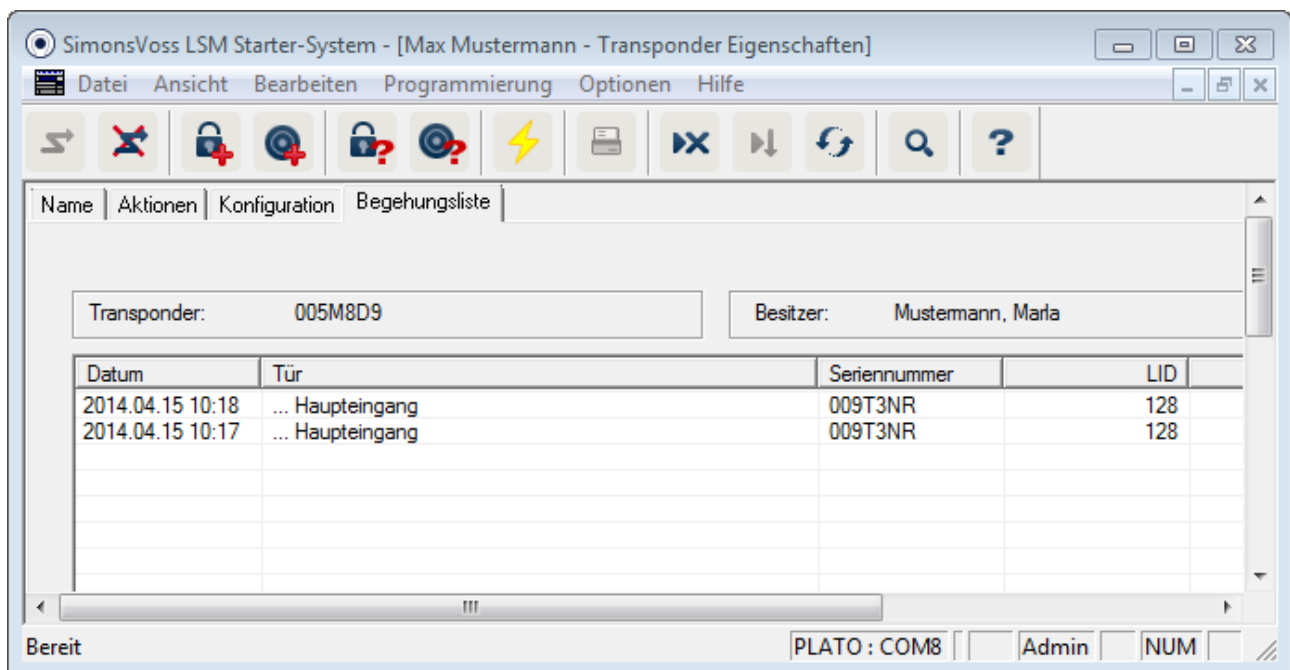 SimonsVoss LSM Starter-System - [Max Mustermann - Transponder Eigenschaften]
Datei Ansicht Bearbeiten Programmierung Optionen Hilfe
Name Aktionen Konfiguration Begehungsliste
Transponder: 005M8D9 Besitzer: Mustermann, Marla
Datum Tür Seriennummer LID
2014.04.15 10:18 ... Haupteingang 009T3NR 128
2014.04.15 10:17 ... Haupteingang 009T3NR 128
Bereit PLATO : COM8 Admin NUM